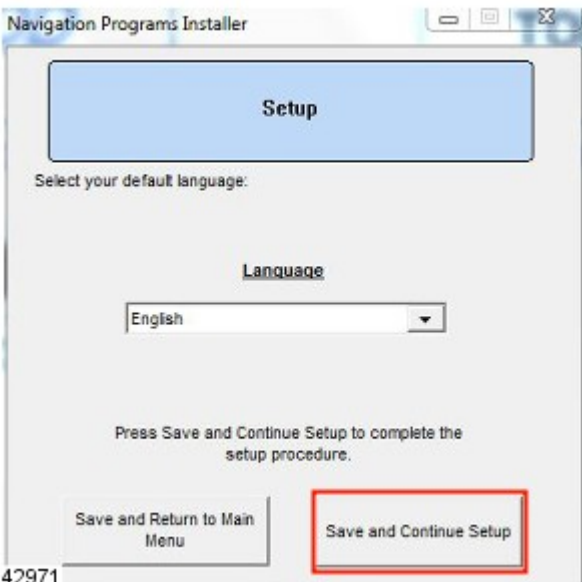 Navigation Programs Installer
Setup
Select your default language:
Language
English
Press Save and Continue Setup to complete the
setup procedure.
Save and Return to Main
Menu
Save and Continue Setup
42971